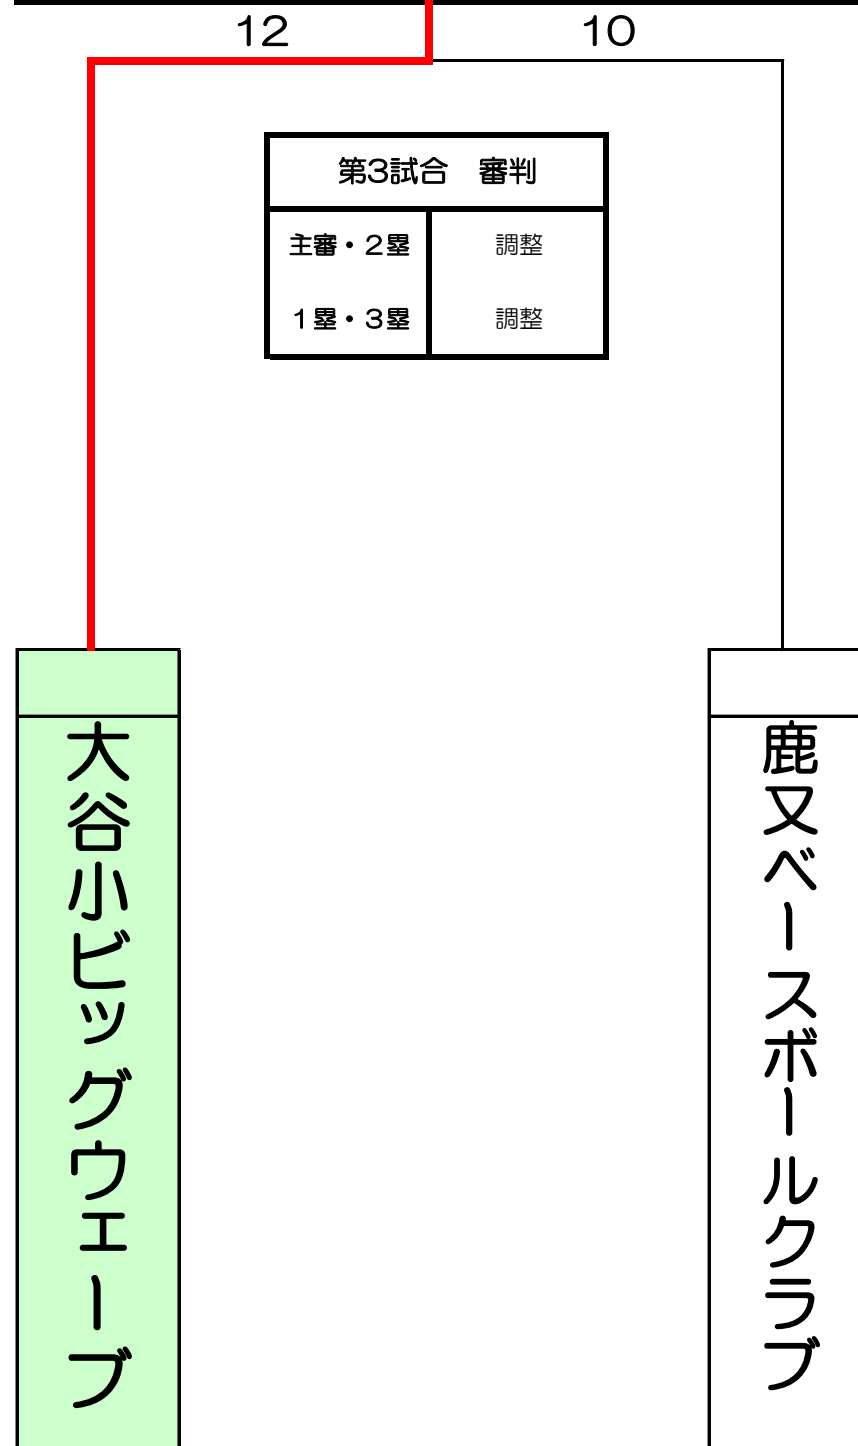 12 10
第3試合　審判
主審・2塁 調整
1塁・3塁 調整
大谷小ビッグウェーブ
鹿又ベースボールクラブ